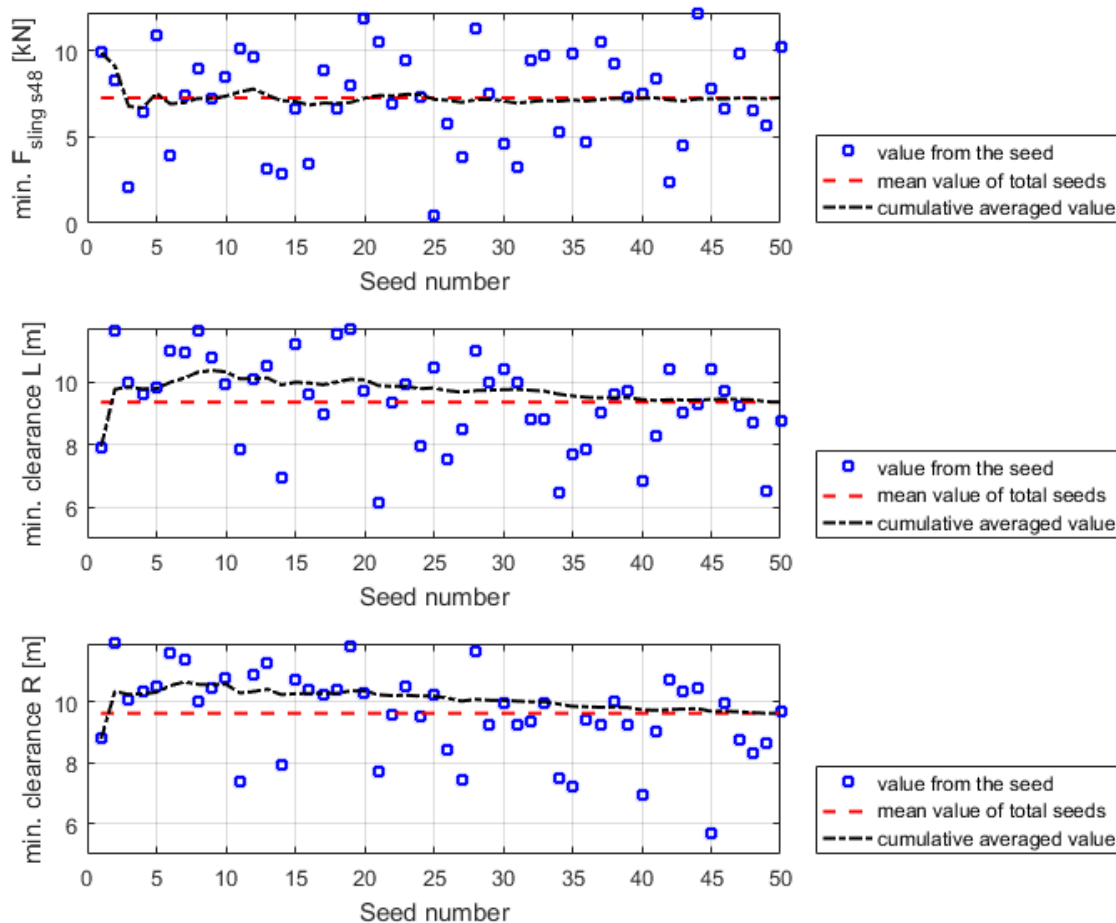 min. F sling s48 [kN]
10
5
0
0 5 10 15 20 25 30 35 40 45 50
Seed number
value from the seed
mean value of total seeds
cumulative averaged value
min. clearance L [m]
10
8
6
0 5 10 15 20 25 30 35 40 45 50
Seed number
value from the seed
mean value of total seeds
cumulative averaged value
min. clearance R [m]
10
8
6
0 5 10 15 20 25 30 35 40 45 50
Seed number
value from the seed
mean value of total seeds
cumulative averaged value